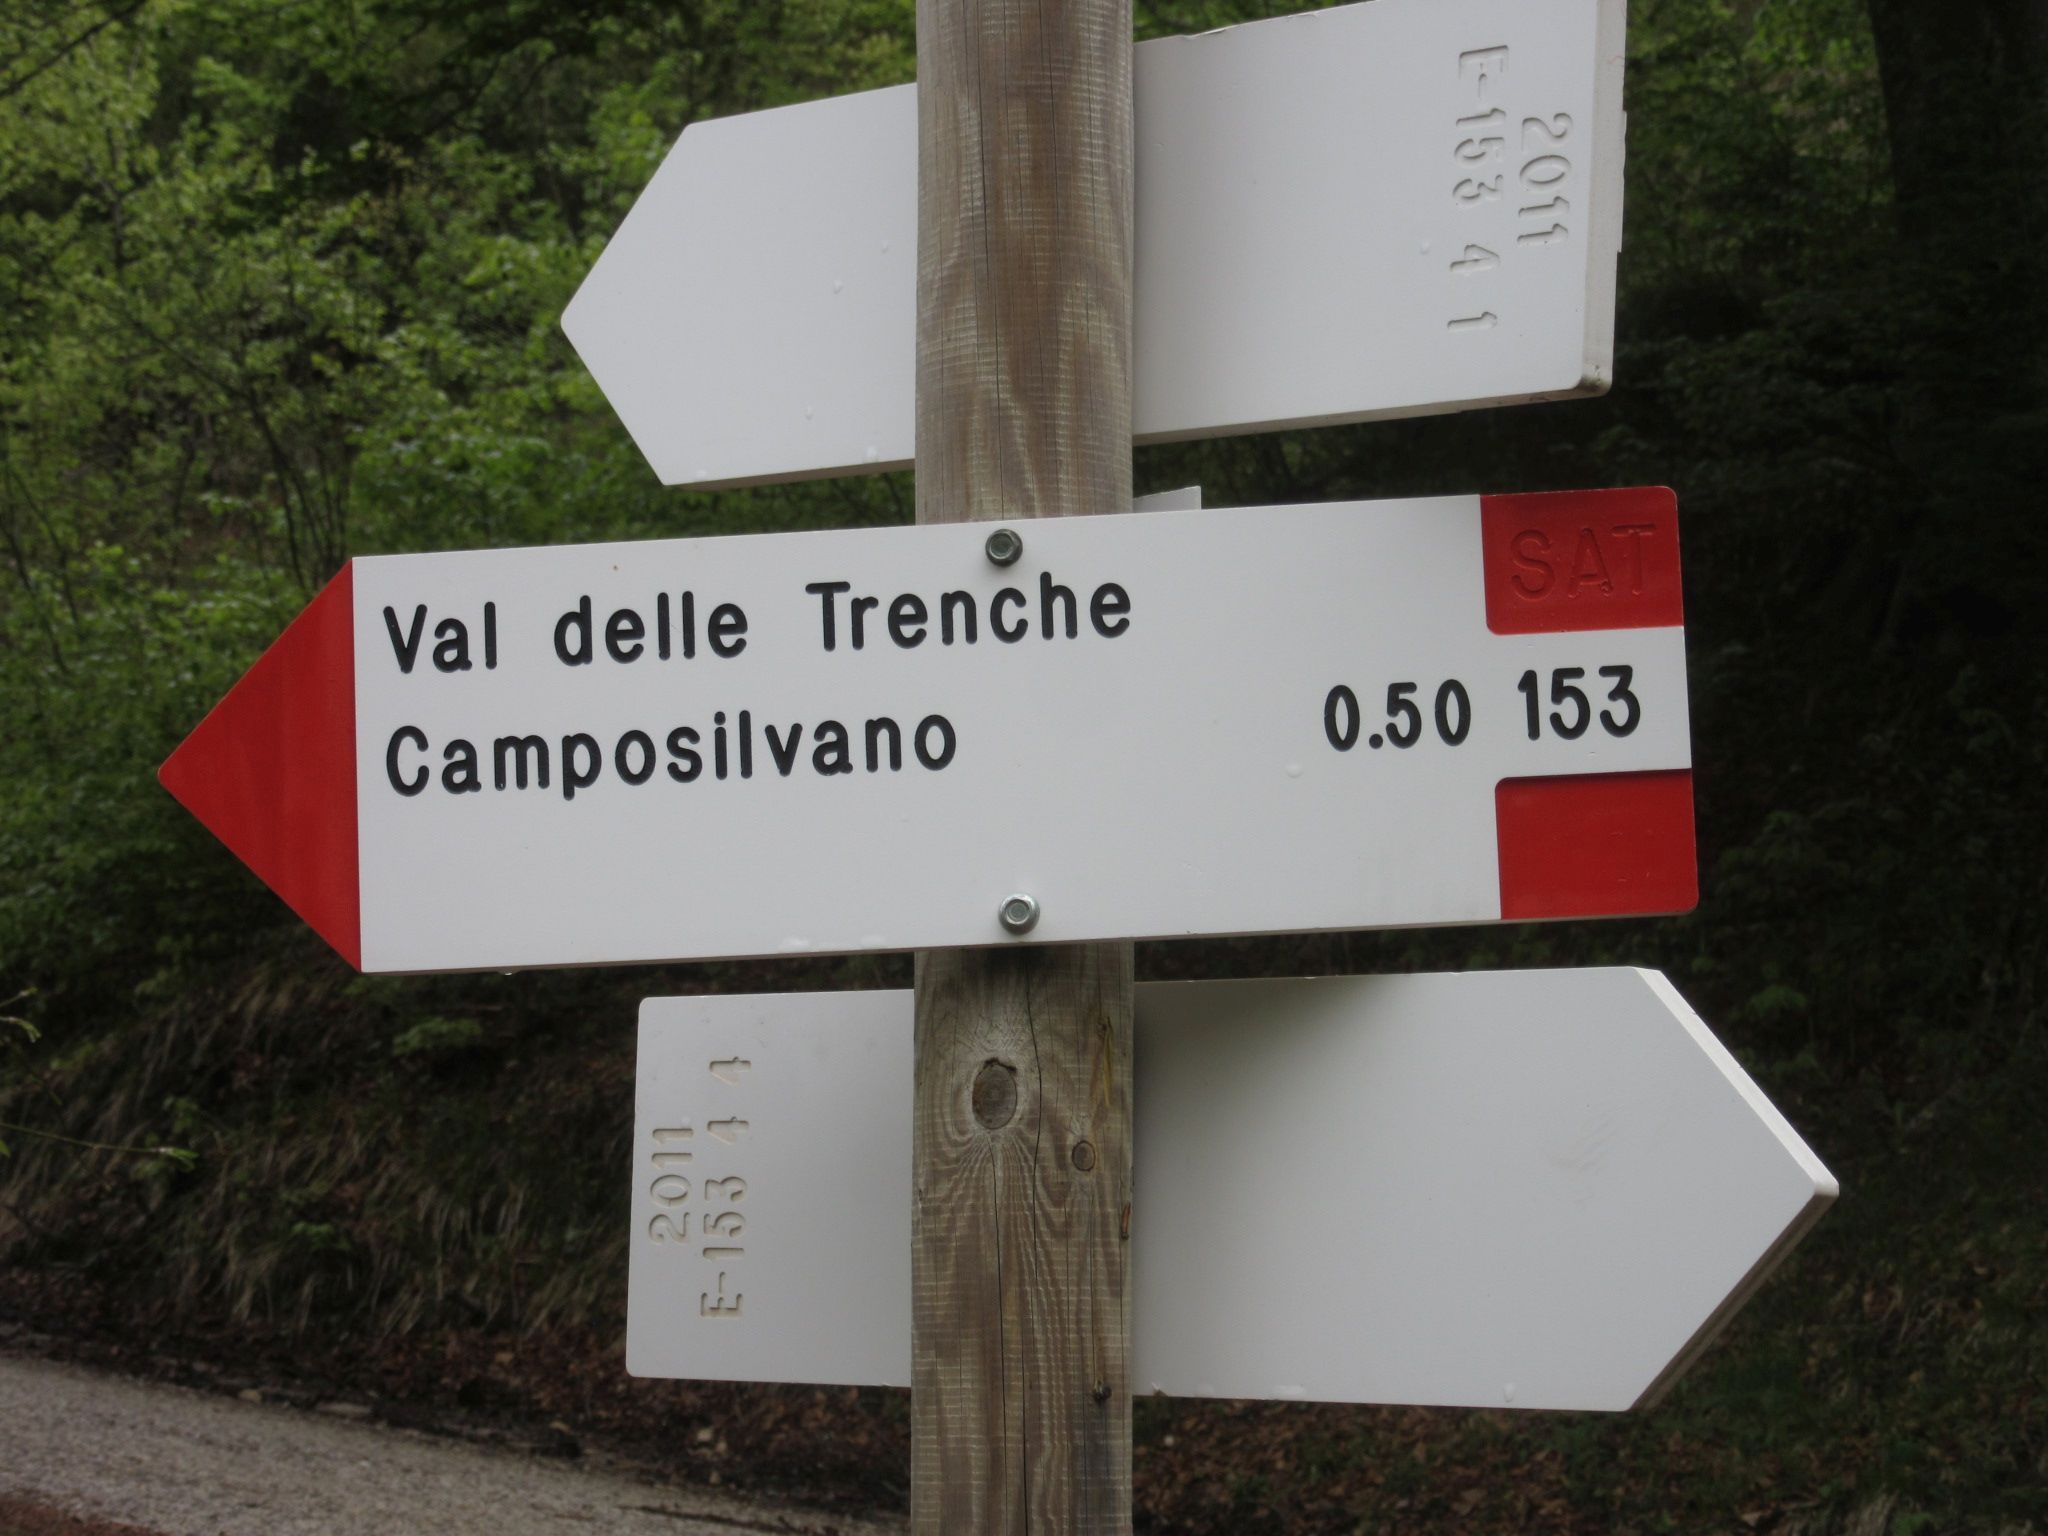 2011
E-153 4 1
SAT
Val delle Trenche
Camposilvano 0.50 153
2011
E-153 4 4